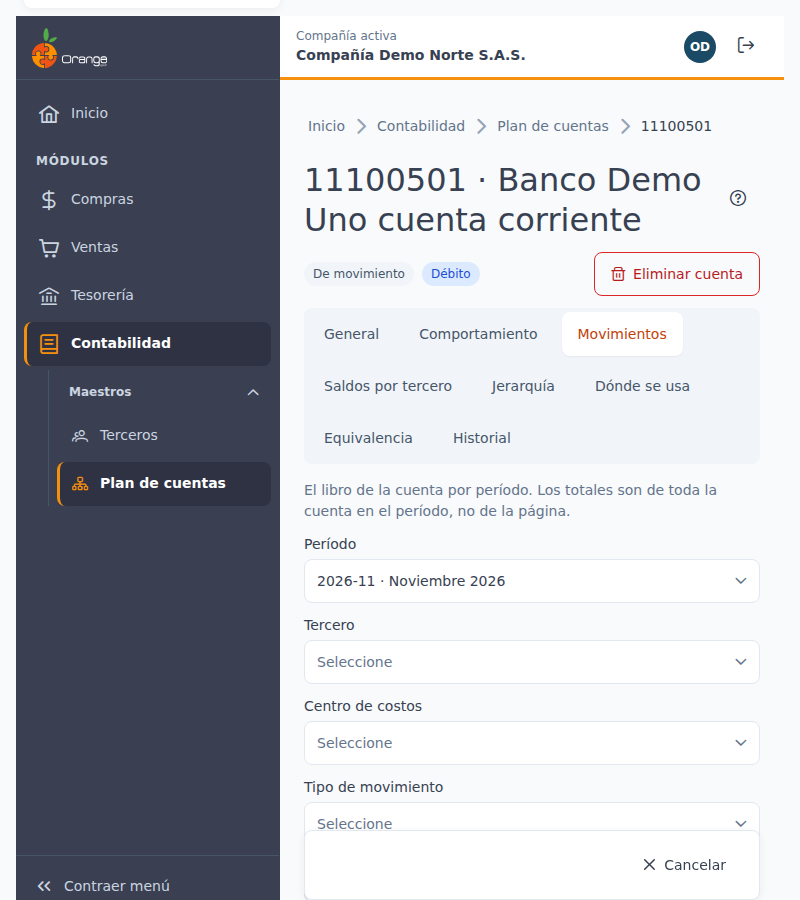 Orange
Inicio
MÓDULOS
Compras
Ventas
Tesorería
Contabilidad
Maestros
Terceros
Plan de cuentas
Contraer menú
Compañía activa
Compañía Demo Norte S.A.S.
OD
Inicio Contabilidad Plan de cuentas 11100501
11100501 · Banco Demo
Uno cuenta corriente
De movimiento Débito Eliminar cuenta
General Comportamiento Movimientos
Saldos por tercero Jerarquía Dónde se usa
Equivalencia Historial
El libro de la cuenta por período. Los totales son de toda la
cuenta en el período, no de la página.
Período
2026-11 · Noviembre 2026
Tercero
Seleccione
Centro de costos
Seleccione
Tipo de movimiento
Seleccione
Cancelar